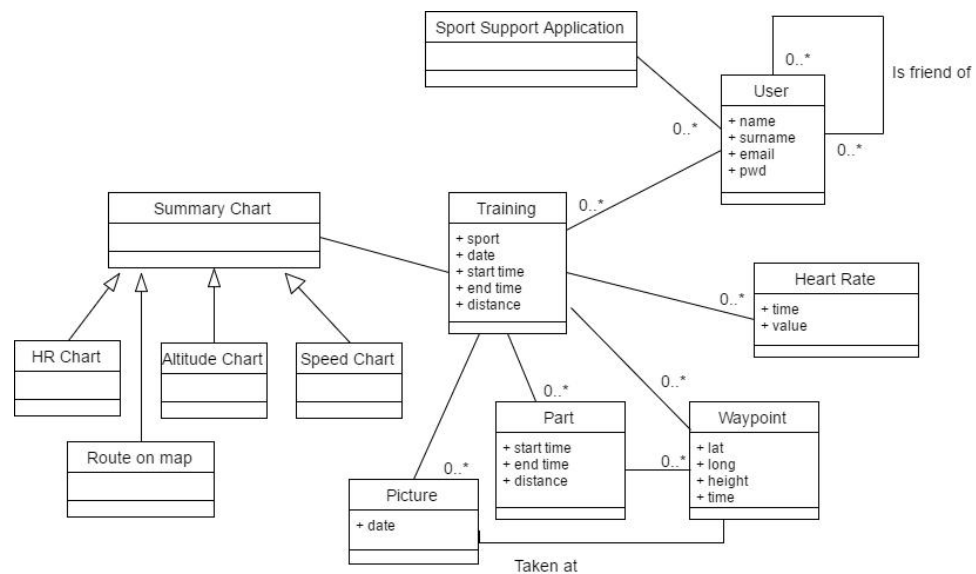 Sport Support Application
0..*
Is friend of
User
+ name
+ surname
+ email
+ pwd
0..*
0..*
0..*
Summary Chart
Training
+ sport
+ date
+ start time
+ end time
+ distance
Heart Rate
+ time
+ value
0..*
HR Chart
Altitude Chart
Speed Chart
0..*
0..*
Part
+ start time
+ end time
+ distance
Waypoint
+ lat
+ long
+ height
+ time
0..*
Route on map
0..*
Picture
+ date
Taken at